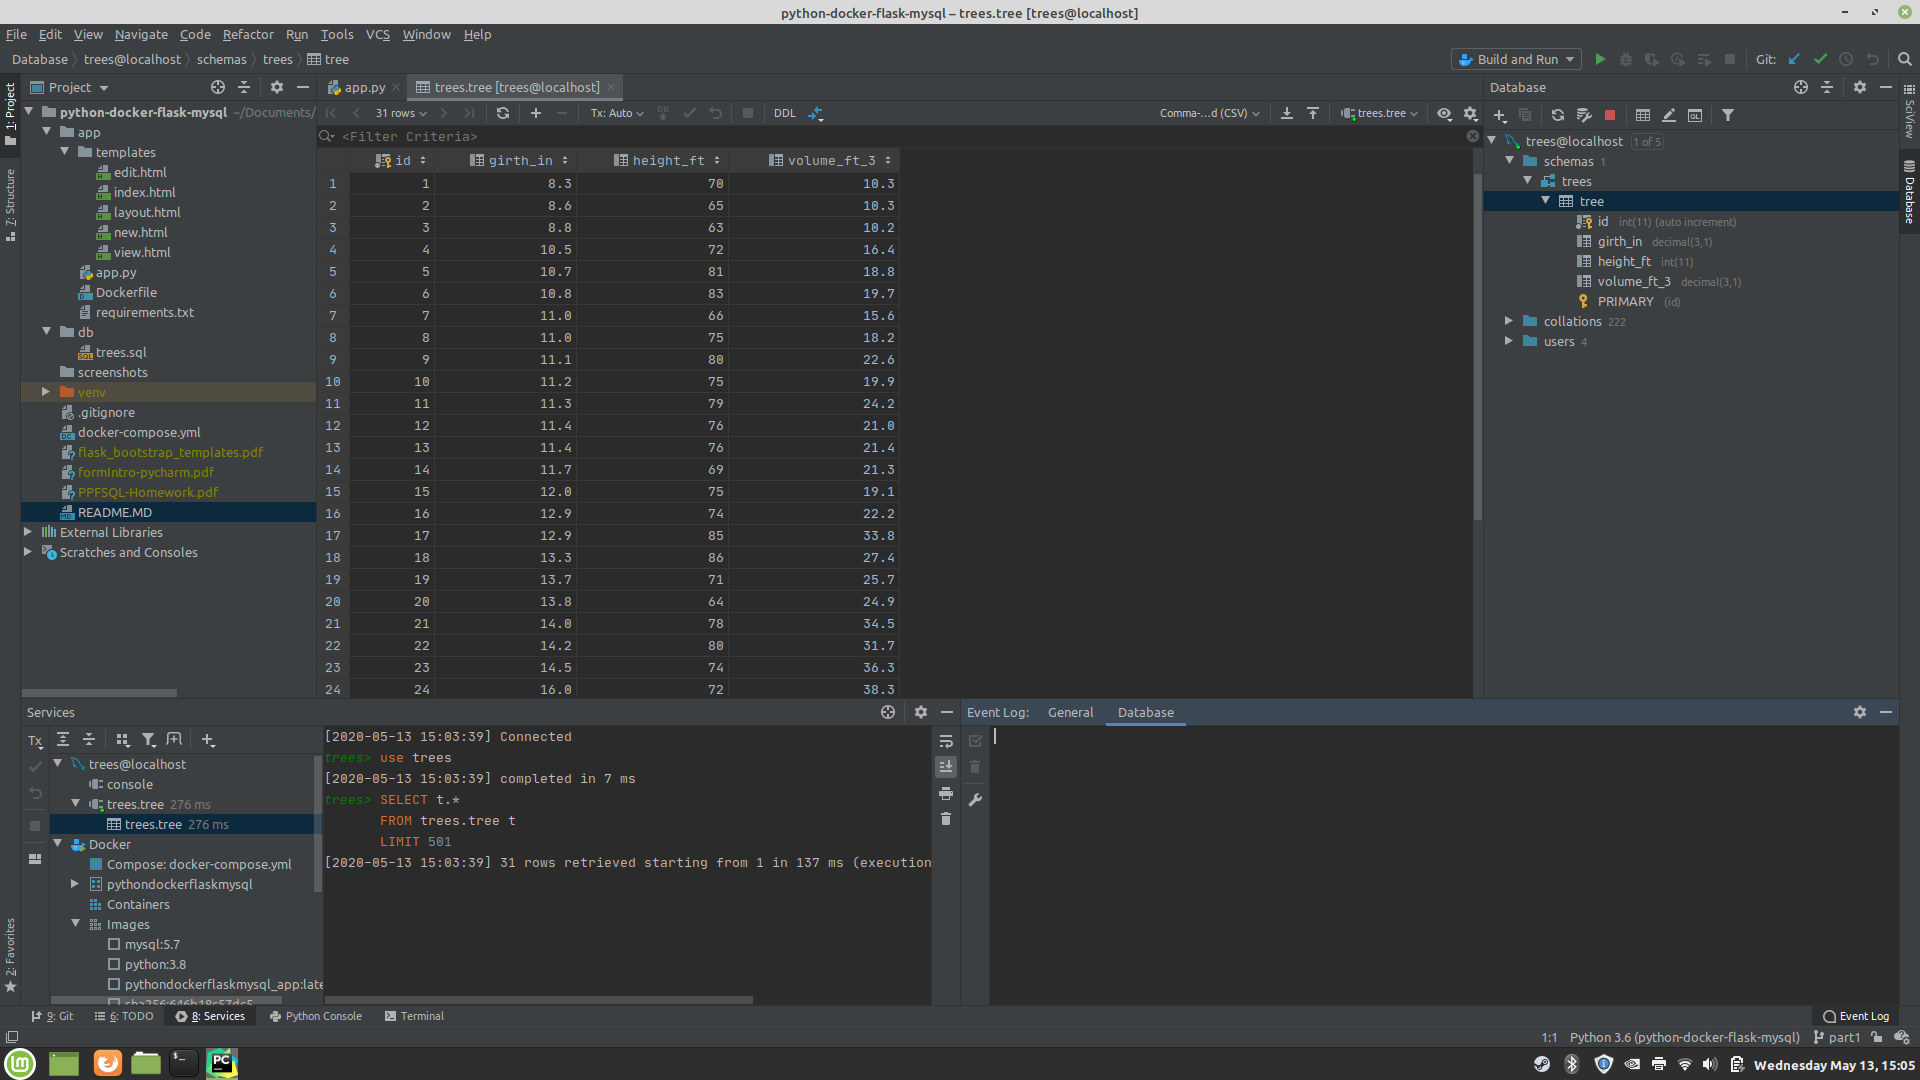 python-docker-flask-mysql – trees.tree [trees@localhost]
File Edit View Navigate Code Refactor Run Tools VCS Window Help
Database trees@localhost schemas trees tree
Build and Run
Git:
1: Project
7: Structure
2: Favorites
Project
python-docker-flask-mysql ~/Documents/
app
templates
edit.html
index.html
layout.html
new.html
view.html
app.py
Dockerfile
requirements.txt
db
trees.sql
screenshots
venv
.gitignore
docker-compose.yml
flask_bootstrap_templates.pdf
formIntro-pycharm.pdf
PPFSQL-Homework.pdf
README.MD
External Libraries
Scratches and Consoles
app.py
trees.tree [trees@localhost]
31 rows Tx: Auto DB DDL Comma-...d (CSV) trees.tree
<Filter Criteria>
id girth_in height_ft volume_ft_3
1 1 8.3 70 10.3
2 2 8.6 65 10.3
3 3 8.8 63 10.2
4 4 10.5 72 16.4
5 5 10.7 81 18.8
6 6 10.8 83 19.7
7 7 11.0 66 15.6
8 8 11.0 75 18.2
9 9 11.1 80 22.6
10 10 11.2 75 19.9
11 11 11.3 79 24.2
12 12 11.4 76 21.0
13 13 11.4 76 21.4
14 14 11.7 69 21.3
15 15 12.0 75 19.1
16 16 12.9 74 22.2
17 17 12.9 85 33.8
18 18 13.3 86 27.4
19 19 13.7 71 25.7
20 20 13.8 64 24.9
21 21 14.0 78 34.5
22 22 14.2 80 31.7
23 23 14.5 74 36.3
24 24 16.0 72 38.3
Database
trees@localhost 1 of 5
schemas 1
trees
tree
id int(11) (auto increment)
girth_in decimal(3,1)
height_ft int(11)
volume_ft_3 decimal(3,1)
PRIMARY (id)
collations 222
users 4
SciView
Database
Services
Tx
trees@localhost
console
trees.tree 276 ms
trees.tree 276 ms
Docker
Compose: docker-compose.yml
pythondockerflaskmysql
Containers
Images
mysql:5.7
python:3.8
pythondockerflaskmysql_app:late
[2020-05-13 15:03:39] Connected
trees> use trees
[2020-05-13 15:03:39] completed in 7 ms
trees> SELECT t.*
FROM trees.tree t
LIMIT 501
[2020-05-13 15:03:39] 31 rows retrieved starting from 1 in 137 ms (execution
Event Log: General Database
9: Git 6: TODO 8: Services Python Console Terminal Event Log
1:1 Python 3.6 (python-docker-flask-mysql) part1
PC
Wednesday May 13, 15:05